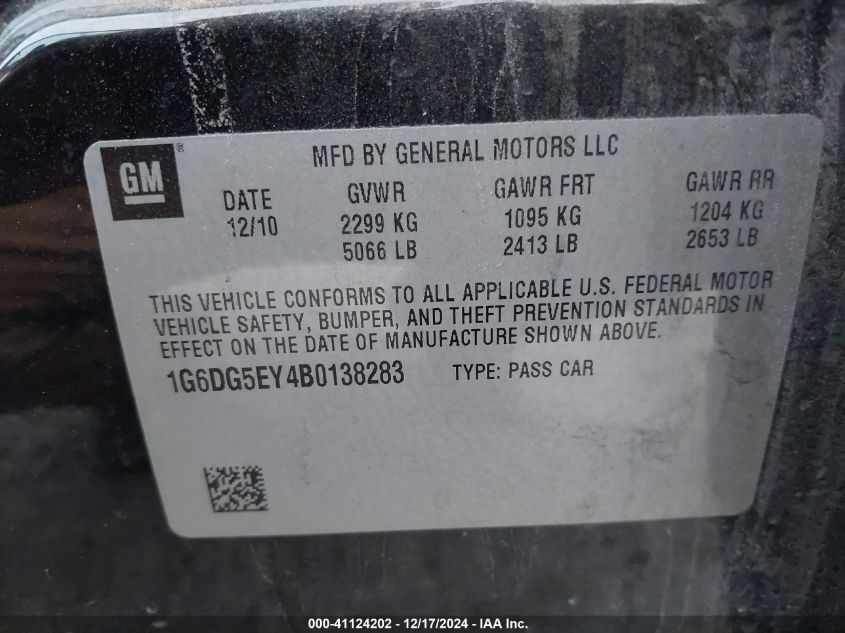 GM ®
MFD BY GENERAL MOTORS LLC
DATE GVWR GAWR FRT GAWR RR
12/10 2299 KG 1095 KG 1204 KG
5066 LB 2413 LB 2653 LB
THIS VEHICLE CONFORMS TO ALL APPLICABLE U.S. FEDERAL MOTOR
VEHICLE SAFETY, BUMPER, AND THEFT PREVENTION STANDARDS IN
EFFECT ON THE DATE OF MANUFACTURE SHOWN ABOVE.
1G6DG5EY4B0138283 TYPE: PASS CAR
000-41124202 - 12/17/2024 - IAA Inc.